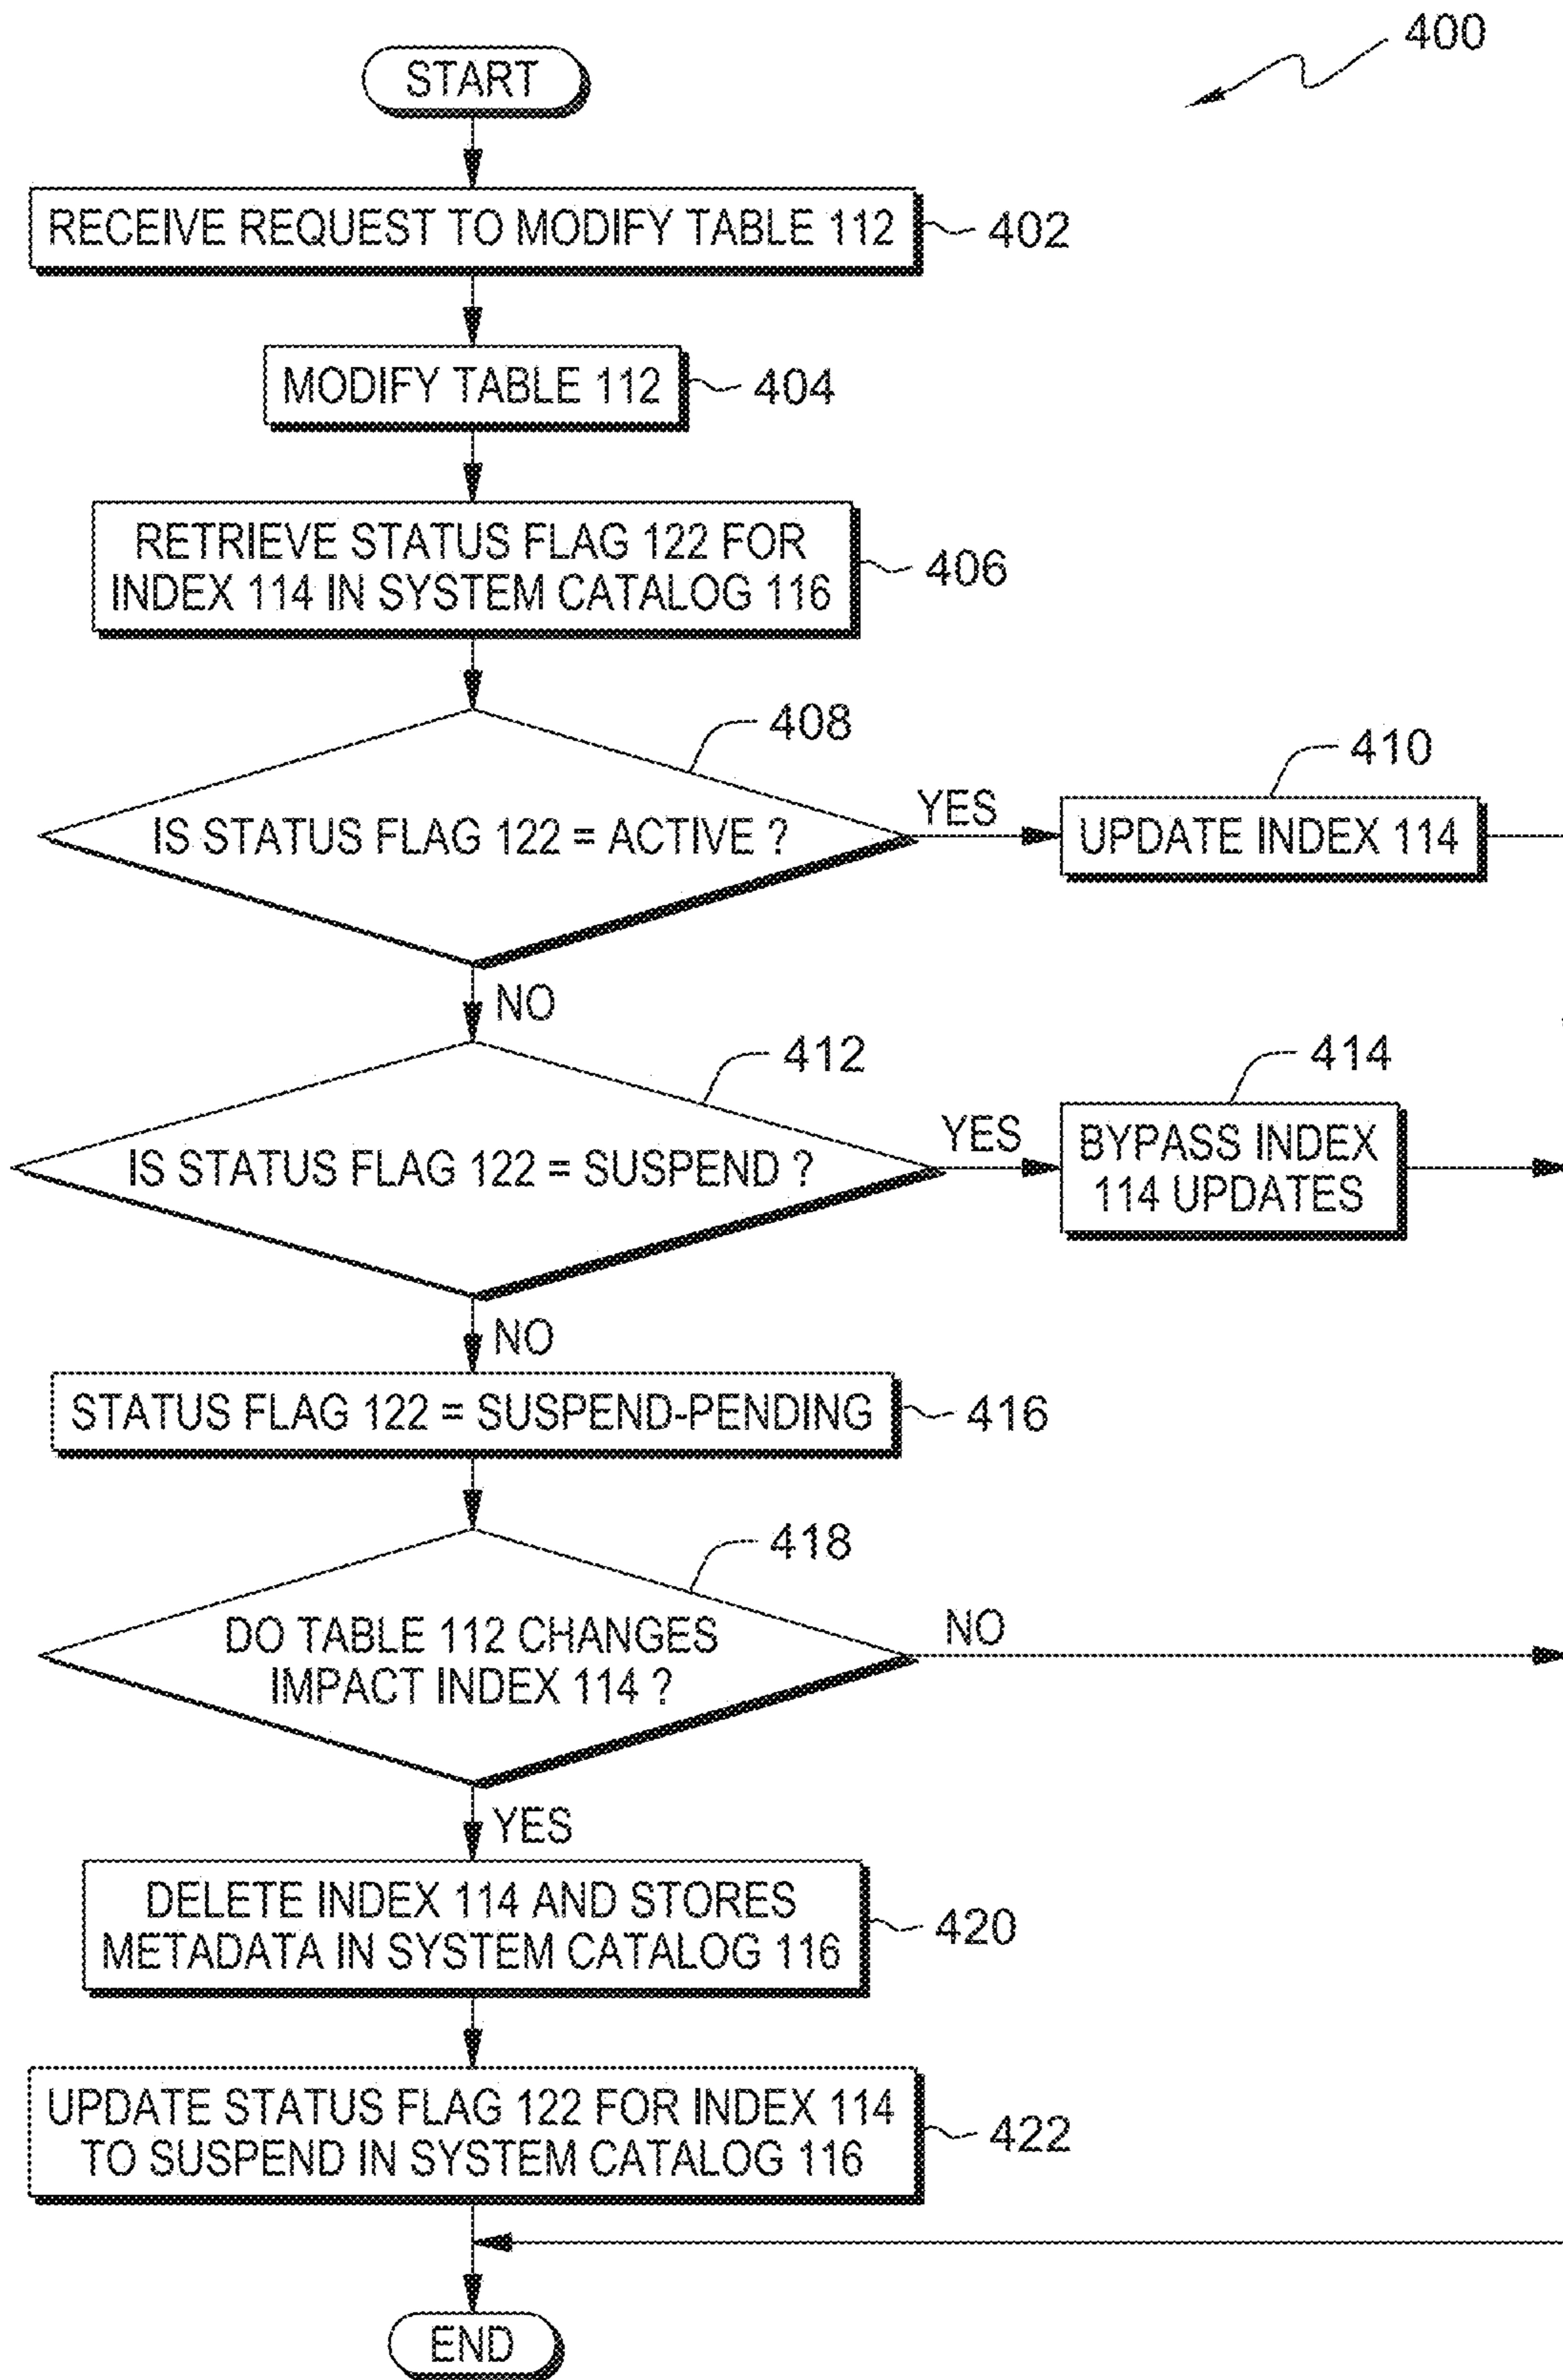 400
START
RECEIVE REQUEST TO MODIFY TABLE 112
402
MODIFY TABLE 112
404
RETRIEVE STATUS FLAG 122 FOR
INDEX 114 IN SYSTEM CATALOG 116
406
408
IS STATUS FLAG 122 = ACTIVE ?
YES
410
UPDATE INDEX 114
NO
412
IS STATUS FLAG 122 = SUSPEND ?
YES
414
BYPASS INDEX
114 UPDATES
NO
STATUS FLAG 122 = SUSPEND-PENDING
416
418
DO TABLE 112 CHANGES
IMPACT INDEX 114 ?
NO
YES
DELETE INDEX 114 AND STORES
METADATA IN SYSTEM CATALOG 116
420
UPDATE STATUS FLAG 122 FOR INDEX 114
TO SUSPEND IN SYSTEM CATALOG 116
422
END